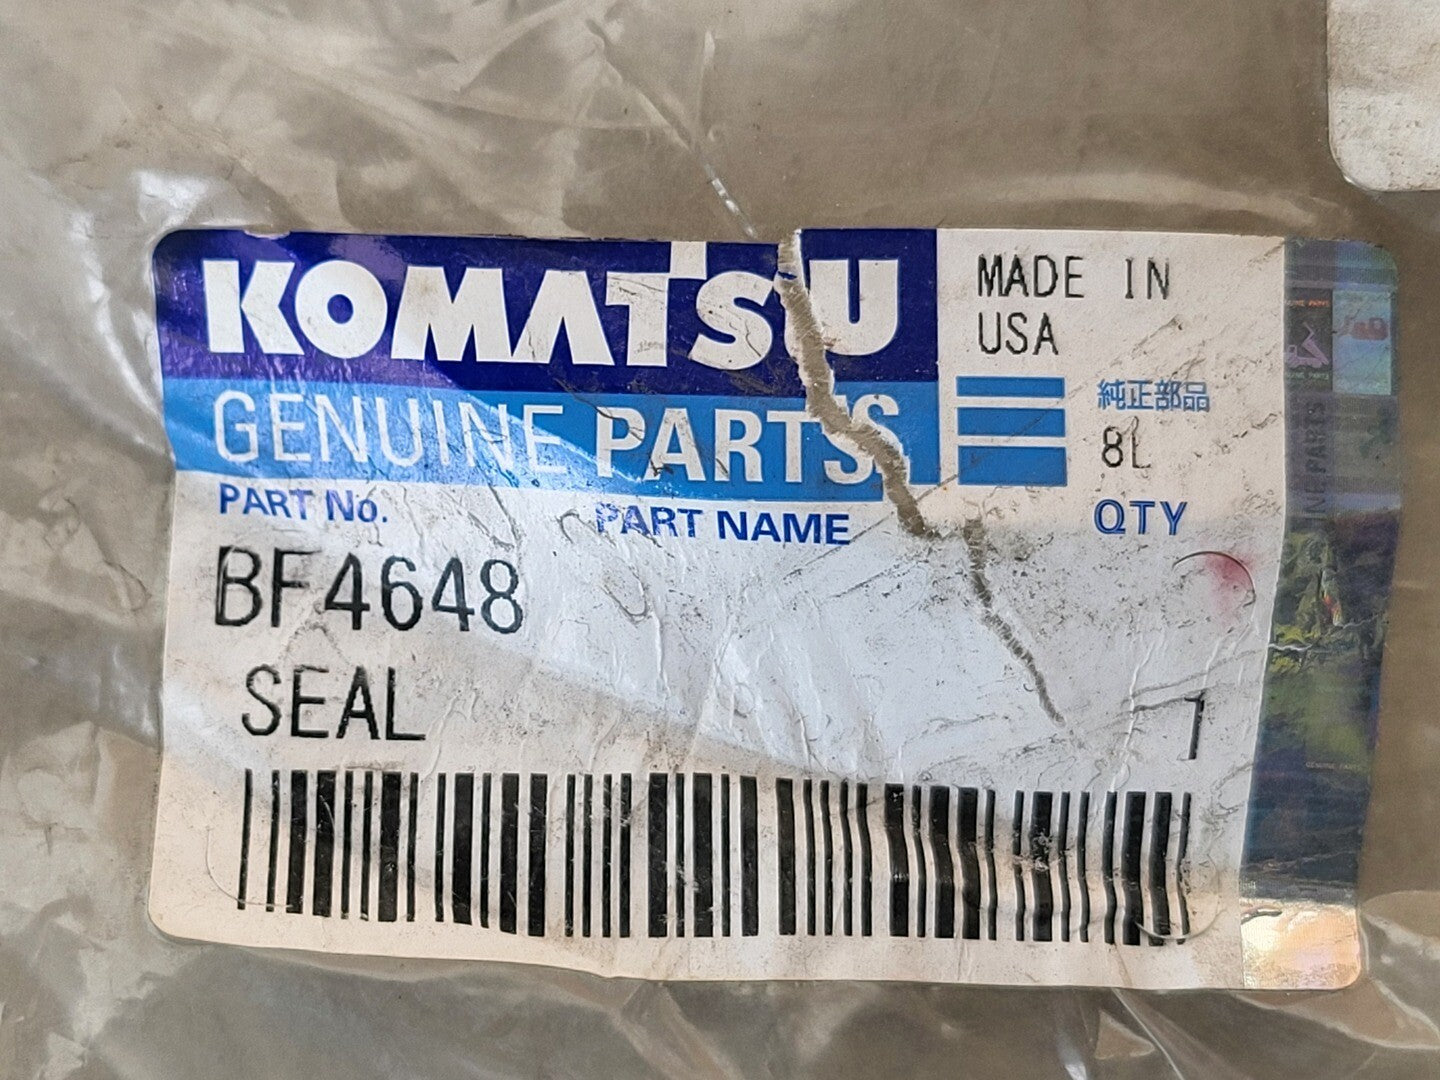 KOMATSU
GENUINE PARTS
MADE IN
USA
純正部品
8L
PART No.
PART NAME
QTY
BF4648
SEAL
1